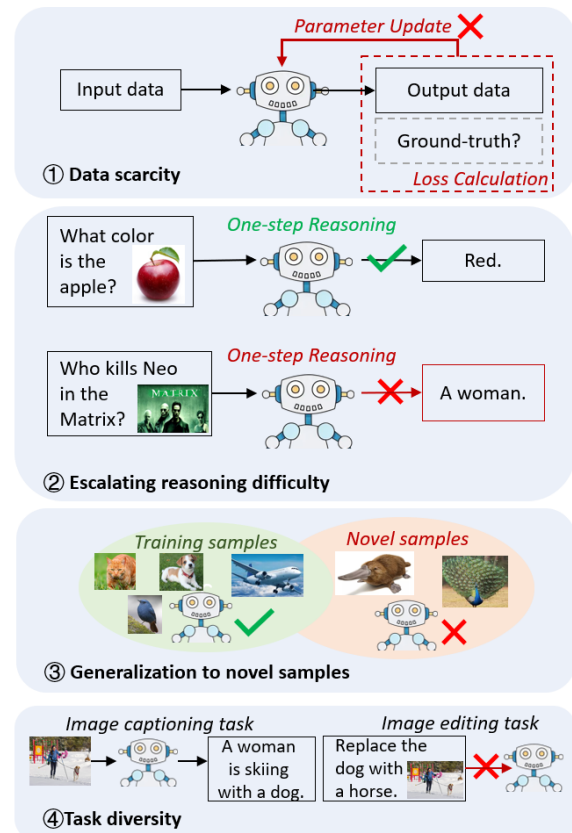 Parameter Update
Input data
Output data
Ground-truth?
Loss Calculation
① Data scarcity
One-step Reasoning
What color
is the
apple?
Red.
One-step Reasoning
Who kills Neo
in the
Matrix?
MATRIX
A woman.
② Escalating reasoning difficulty
Training samples
Novel samples
③ Generalization to novel samples
Image captioning task
A woman
is skiing
with a dog.
Image editing task
Replace the
dog with
a horse.
④Task diversity